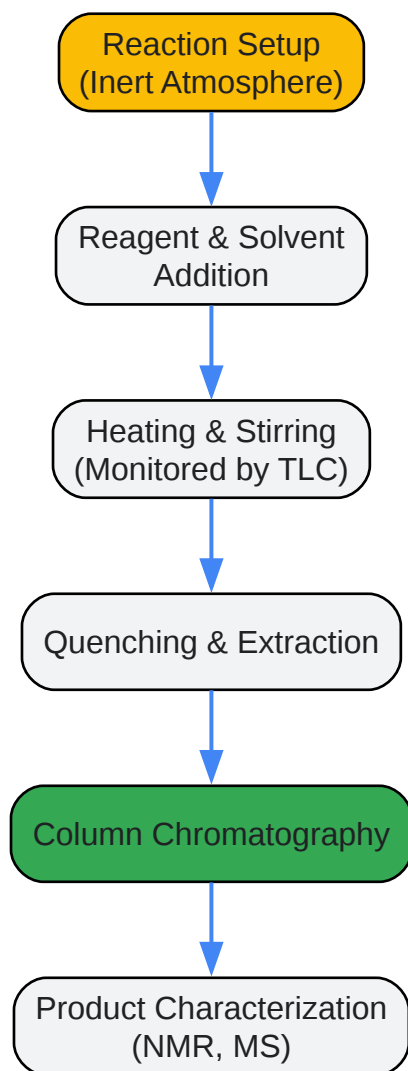 Reaction Setup
(Inert Atmosphere)
Reagent & Solvent
Addition
Heating & Stirring
(Monitored by TLC)
Quenching & Extraction
Column Chromatography
Product Characterization
(NMR, MS)